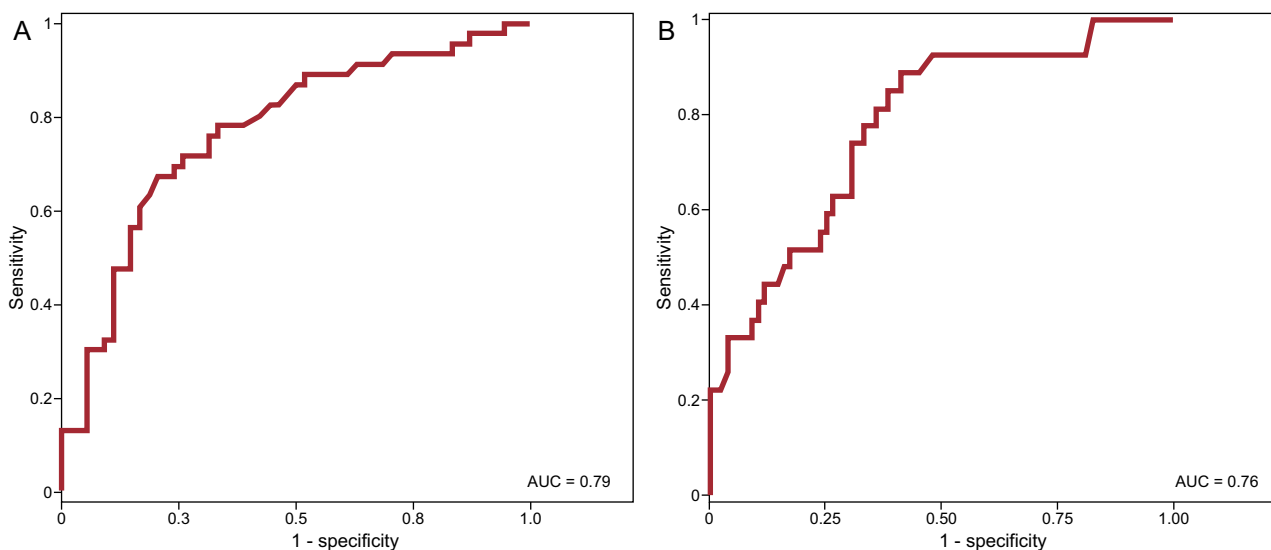 A
1
0.8
0.6
0.4
0.2
0
Sensitivity
AUC = 0.79
0 0.3 0.5 0.8 1.0
1 - specificity
B
1
0.8
0.6
0.4
0.2
0
Sensitivity
AUC = 0.76
0 0.25 0.50 0.75 1.00
1 - specificity